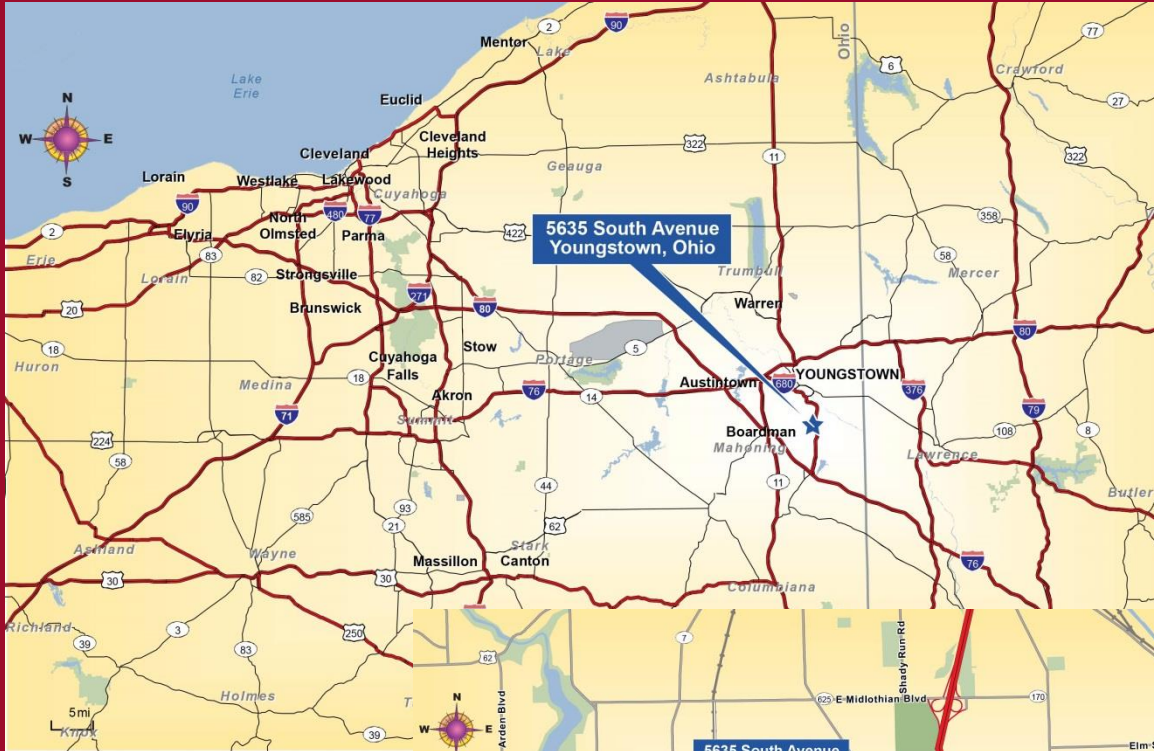 90
2
Mentor
Lake
Ohio
77
Lake
Erie
Ashtabula
6
Crawford
N
W E
S
Euclid
27
Cleveland
Heights
322
11
322
Cleveland
Geauga
Lorain
Westlake
Lakewood
Cuyahoga
90
480
77
North
Olmsted
358
2
Elyria
Parma
422
5635 South Avenue
Youngstown, Ohio
83
58
Erie
Lorain
82
Strongsville
Trumbull
Mercer
271
80
Warren
20
Brunswick
80
18
Stow
5
Huron
Cuyahoga
Falls
Portage
Medina
18
76
Austintown
680
YOUNGSTOWN
376
Akron
14
71
Summit
79
224
Boardman
108
8
58
Mahoning
Lawrence
44
11
Butler
93
585
21
62
Ashland
Wayne
Stark
Massillon
Canton
76
30
30
Columbiana
Richland
3
250
7
39
83
62
Shady Run Rd
Arden Blvd
625
E Midlothian Blvd
170
Holmes
N
W E
5mi
39
Knox
5635 South Avenue